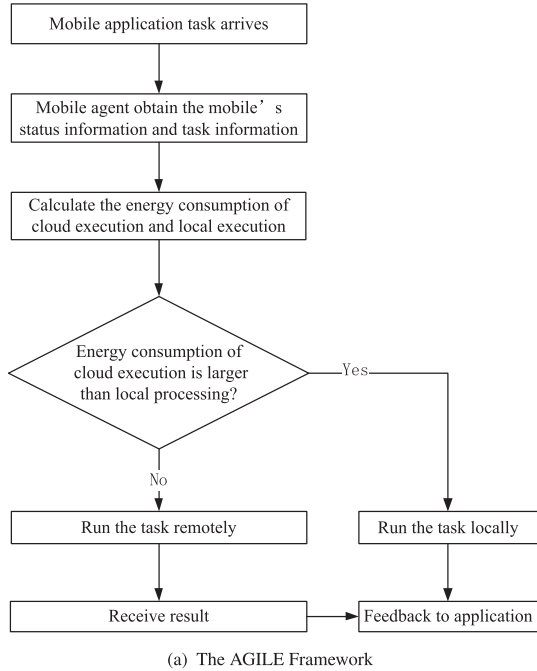 Mobile application task arrives
Mobile agent obtain the mobile’s
status information and task information
Calculate the energy consumption of
cloud execution and local execution
Energy consumption of
cloud execution is larger
than local processing?
Yes
No
Run the task remotely
Run the task locally
Receive result
Feedback to application
(a) The AGILE Framework